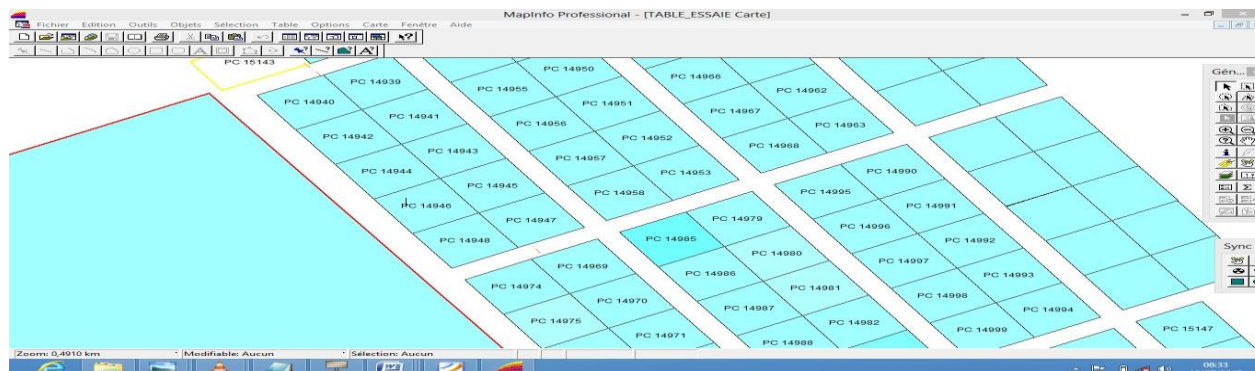 MapInfo Professional - [TABLE_ESSAIE Carte]
Fichier Edition Outils Objets Sélection Table Options Carte Fenêtre Aide
Gén...
PC 15143
PC 14939
PC 14950
PC 14966
PC 14940
PC 14955
PC 14962
PC 14941
PC 14951
PC 14967
PC 14942
PC 14956
PC 14963
PC 14943
PC 14952
PC 14968
PC 14944
PC 14957
PC 14953
PC 14990
PC 14945
PC 14958
PC 14995
PC 14946
PC 14991
PC 14947
PC 14979
PC 14996
PC 14948
PC 14985
PC 14992
PC 14980
PC 14997
PC 14969
PC 14986
PC 14993
PC 14974
PC 14981
PC 14998
PC 14970
PC 14987
PC 14994
PC 14975
PC 14982
PC 14999
PC 15147
PC 14971
PC 14988
Sync
Zoom: 0,4910 km
Modifiable: Aucun
Sélection: Aucun
08:33